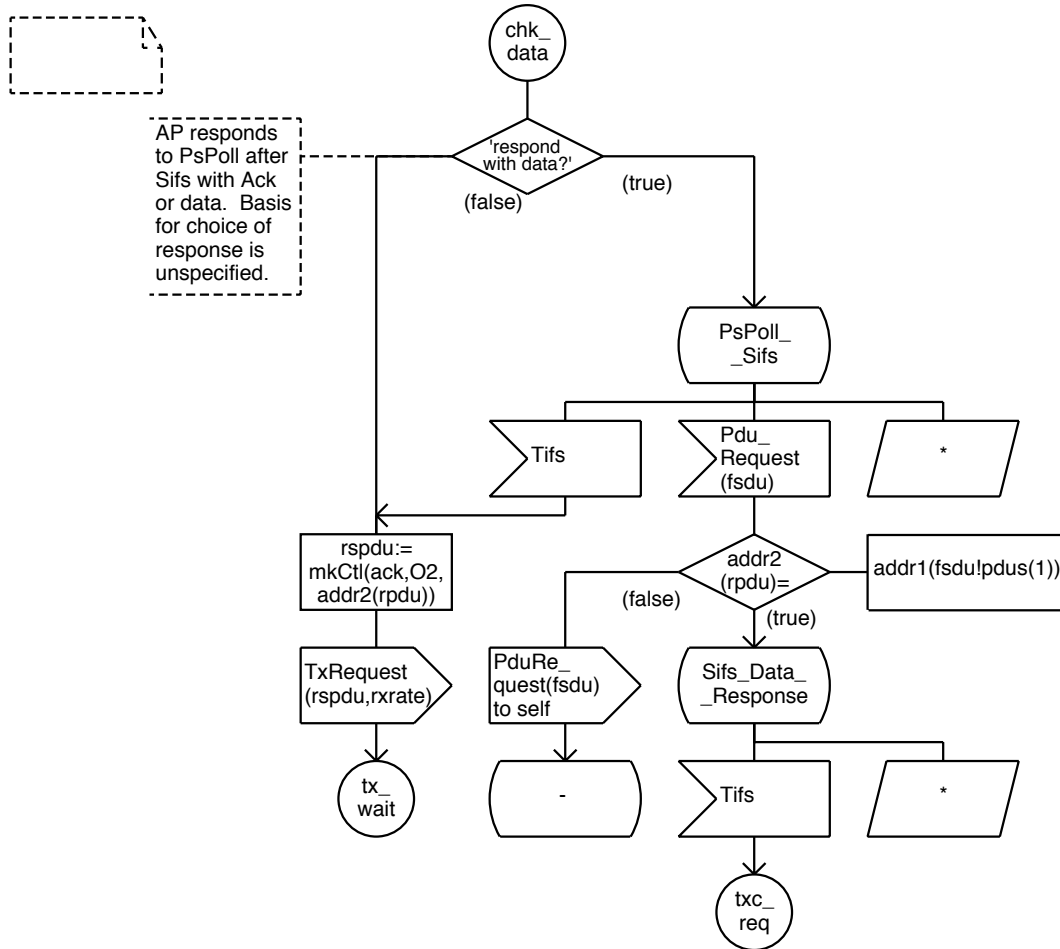 chk_
data
AP responds
to PsPoll after
Sifs with Ack
or data.  Basis
for choice of
response is
unspecified.
'respond
with data?'
(false)
(true)
PsPoll_
_Sifs
Tifs
Pdu_
Request
(fsdu)
*
rspdu:=
mkCtl(ack,O2,
addr2(rpdu))
addr2
(rpdu)=
addr1(fsdu!pdus(1))
(false)
(true)
TxRequest
(rspdu,rxrate)
PduRe_
quest(fsdu)
to self
Sifs_Data_
_Response
tx_
wait
-
Tifs
*
txc_
req